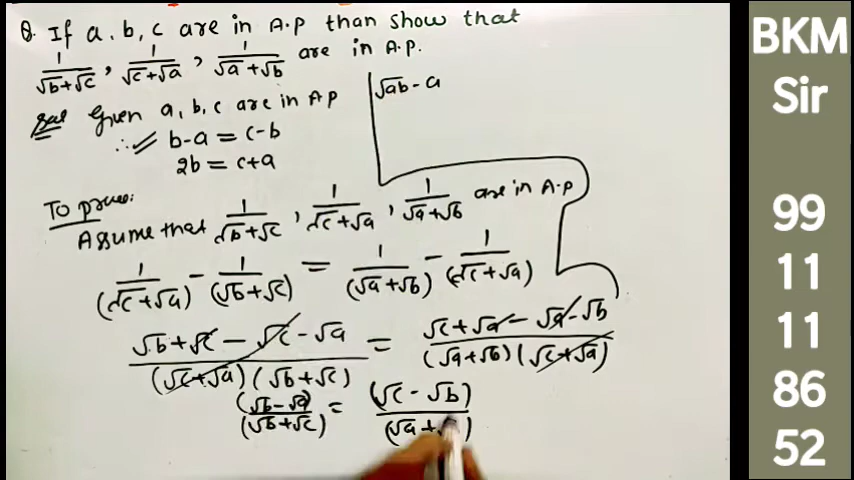 Q. If a, b, c are in A.P than show that
1/(√b+√c) , 1/(√c+√a) , 1/(√a+√b) are in A.P.
Sol Given a, b, c are in A P
∴ b-a = c-b
2b = c+a
√ab - a
To prove:
Assume that 1/(√b+√c) , 1/(√c+√a) , 1/(√a+√b) are in A.P
1/(√c+√a) - 1/(√b+√c) = 1/(√a+√b) - 1/(√c+√a)
(√b+√c - √c - √a)/((√c+√a) (√b+√c)) = (√c+√a - √a - √b)/((√a+√b) (√c+√a))
(√b-√a)/(√b+√c) = (√c - √b)/(√a+
BKM
Sir
99
11
11
86
52